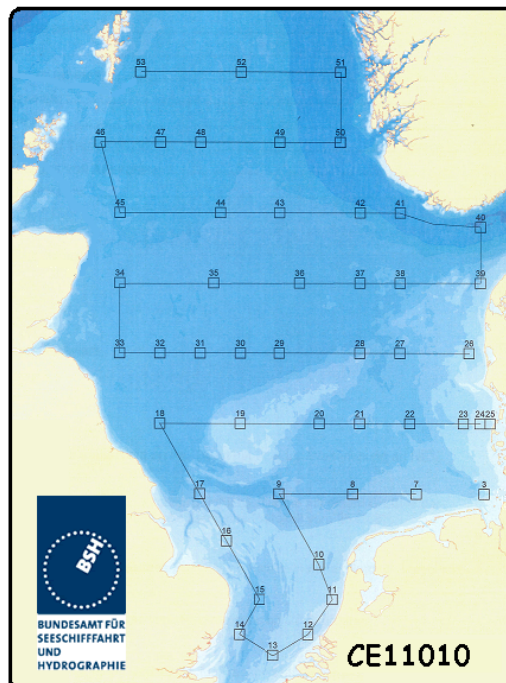 53 52 51
46 47 48 49 50
45 44 43 42 41 40
34 35 36 37 38 39
33 32 31 30 29 28 27 26
18 19 20 21 22 23 24 25
17 9 8 7 3
16
10
15 11
14 12
13
BSH
BUNDESAMT FÜR
SEESCHIFFFAHRT
UND
HYDROGRAPHIE
CE11010